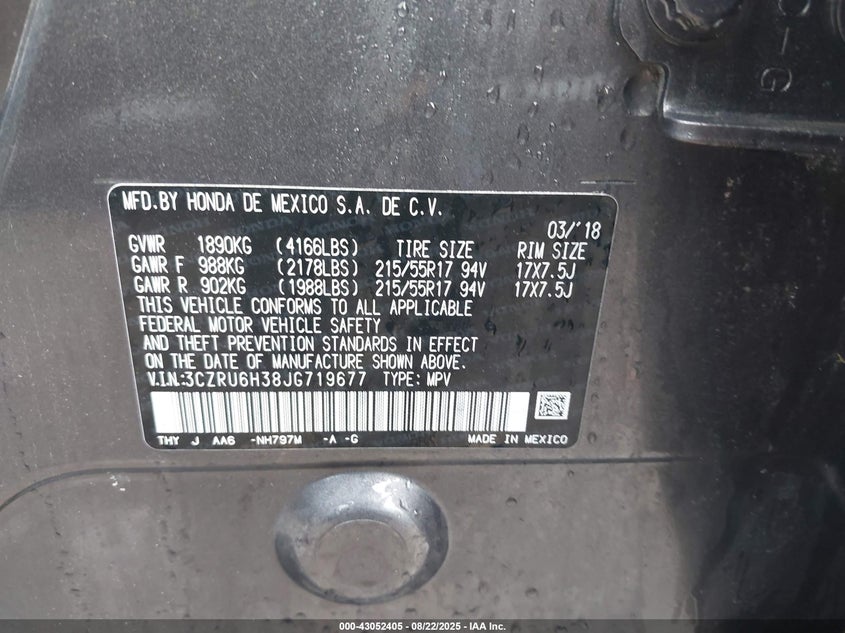 O-G
MFD.BY HONDA DE MEXICO S.A. DE C.V.
03/'18
GVWR 1890KG (4166LBS) TIRE SIZE RIM SIZE
GAWR F 988KG (2178LBS) 215/55R17 94V 17X7.5J
GAWR R 902KG (1988LBS) 215/55R17 94V 17X7.5J
THIS VEHICLE CONFORMS TO ALL APPLICABLE
FEDERAL MOTOR VEHICLE SAFETY
AND THEFT PREVENTION STANDARDS IN EFFECT
ON THE DATE OF MANUFACTURE SHOWN ABOVE.
V.I.N.:3CZRU6H38JG719677 TYPE: MPV
THY J AA6 -NH797M -A -G MADE IN MEXICO
000-43052405 - 08/22/2025 - IAA Inc.